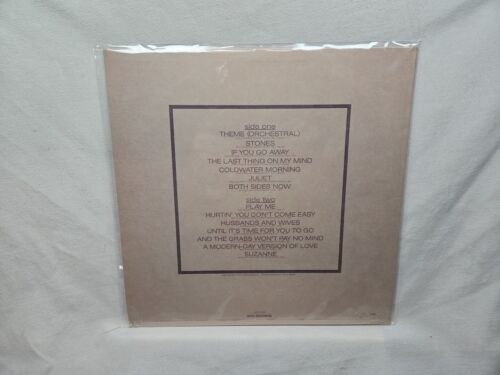 side one
THEME (ORCHESTRAL)
STONES
IF YOU GO AWAY
THE LAST THING ON MY MIND
COLDWATER MORNING
JULIET
BOTH SIDES NOW
side two
PLAY ME
HURTIN' YOU DON'T COME EASY
HUSBANDS AND WIVES
UNTIL IT'S TIME FOR YOU TO GO
AND THE GRASS WON'T PAY NO MIND
A MODERN-DAY VERSION OF LOVE
SUZANNE